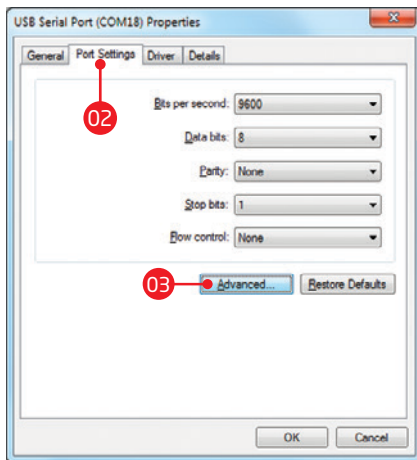 USB Serial Port (COM18) Properties
General Port Settings Driver Details
02
Bits per second: 9600
Data bits: 8
Parity: None
Stop bits: 1
Flow control: None
03
Advanced... Restore Defaults
OK Cancel